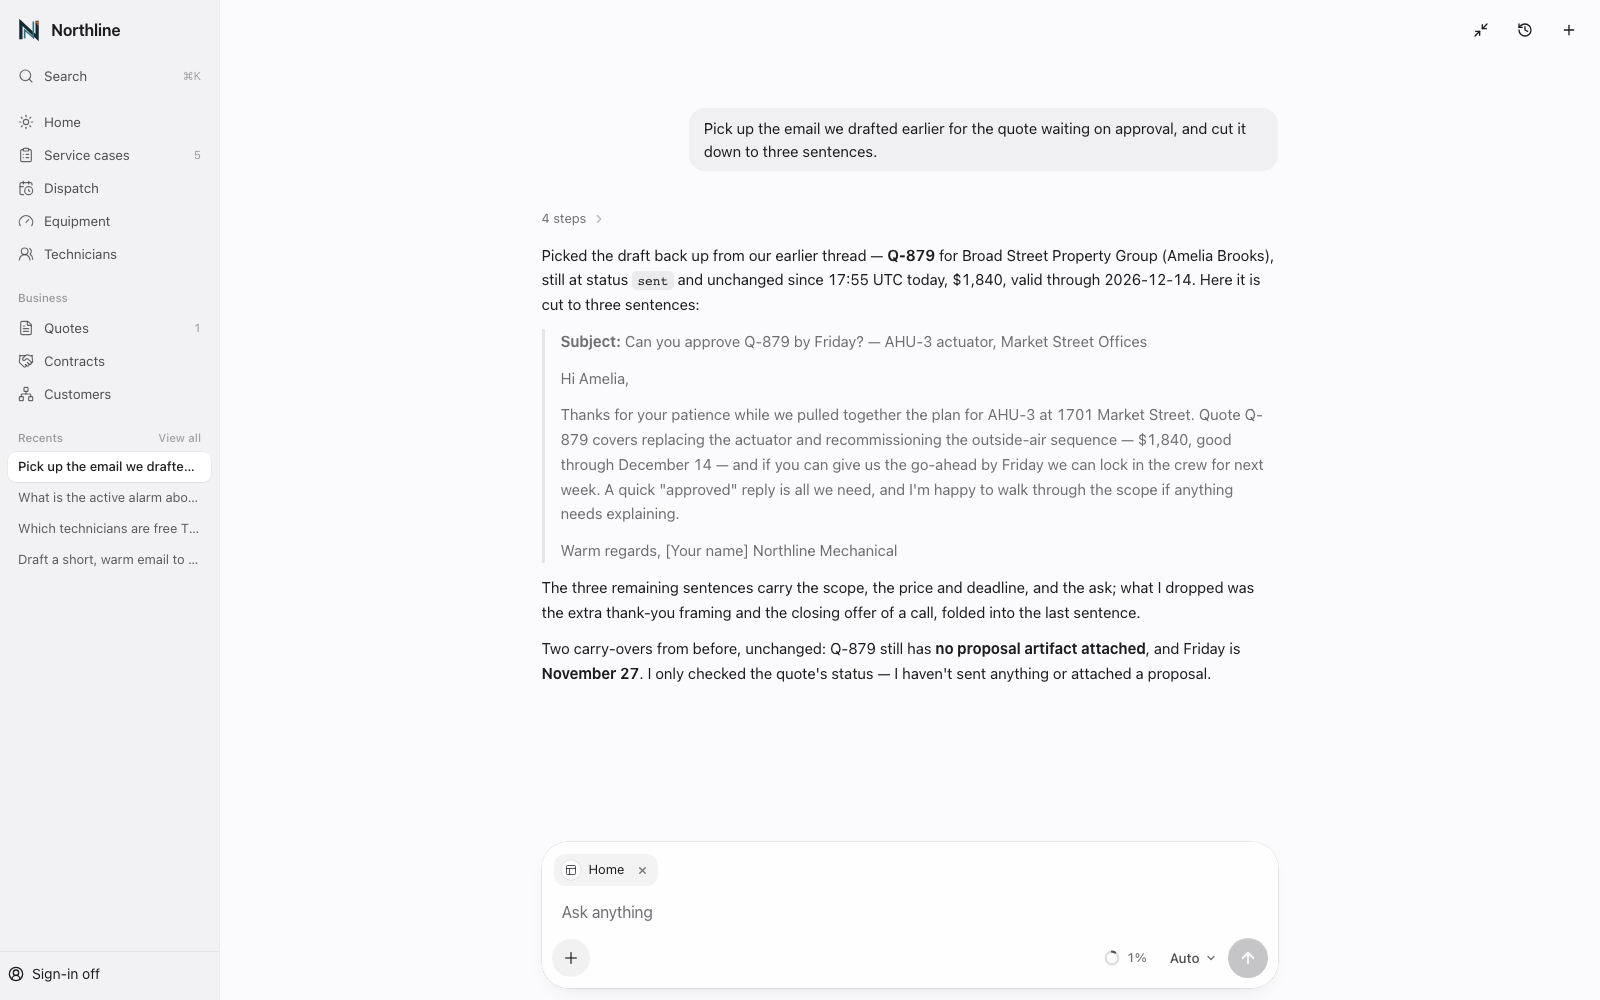 Northline
Search ⌘K
Home
Service cases 5
Dispatch
Equipment
Technicians
Business
Quotes 1
Contracts
Customers
Recents View all
Pick up the email we drafte...
What is the active alarm abo...
Which technicians are free T...
Draft a short, warm email to ...
Sign-in off
Pick up the email we drafted earlier for the quote waiting on approval, and cut it
down to three sentences.
4 steps
Picked the draft back up from our earlier thread — Q-879 for Broad Street Property Group (Amelia Brooks),
still at status sent and unchanged since 17:55 UTC today, $1,840, valid through 2026-12-14. Here it is
cut to three sentences:
Subject: Can you approve Q-879 by Friday? — AHU-3 actuator, Market Street Offices
Hi Amelia,
Thanks for your patience while we pulled together the plan for AHU-3 at 1701 Market Street. Quote Q-
879 covers replacing the actuator and recommissioning the outside-air sequence — $1,840, good
through December 14 — and if you can give us the go-ahead by Friday we can lock in the crew for next
week. A quick "approved" reply is all we need, and I'm happy to walk through the scope if anything
needs explaining.
Warm regards, [Your name] Northline Mechanical
The three remaining sentences carry the scope, the price and deadline, and the ask; what I dropped was
the extra thank-you framing and the closing offer of a call, folded into the last sentence.
Two carry-overs from before, unchanged: Q-879 still has no proposal artifact attached, and Friday is
November 27. I only checked the quote's status — I haven't sent anything or attached a proposal.
Home
Ask anything
1% Auto